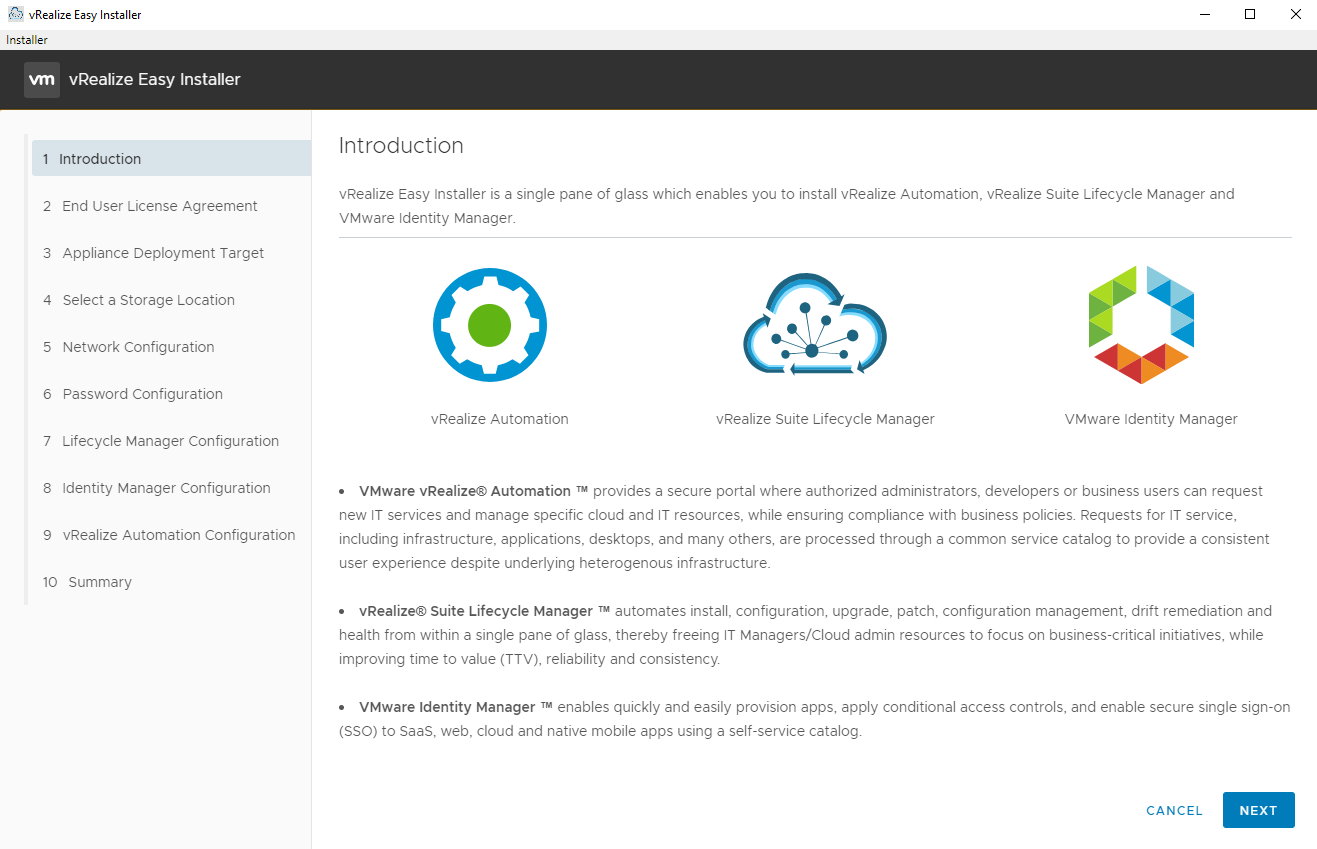 vRealize Easy Installer
Installer
vm vRealize Easy Installer
1 Introduction
2 End User License Agreement
3 Appliance Deployment Target
4 Select a Storage Location
5 Network Configuration
6 Password Configuration
7 Lifecycle Manager Configuration
8 Identity Manager Configuration
9 vRealize Automation Configuration
10 Summary
Introduction
vRealize Easy Installer is a single pane of glass which enables you to install vRealize Automation, vRealize Suite Lifecycle Manager and
VMware Identity Manager.
vRealize Automation
vRealize Suite Lifecycle Manager
VMware Identity Manager
• VMware vRealize® Automation ™ provides a secure portal where authorized administrators, developers or business users can request
new IT services and manage specific cloud and IT resources, while ensuring compliance with business policies. Requests for IT service,
including infrastructure, applications, desktops, and many others, are processed through a common service catalog to provide a consistent
user experience despite underlying heterogenous infrastructure.
• vRealize® Suite Lifecycle Manager ™ automates install, configuration, upgrade, patch, configuration management, drift remediation and
health from within a single pane of glass, thereby freeing IT Managers/Cloud admin resources to focus on business-critical initiatives, while
improving time to value (TTV), reliability and consistency.
• VMware Identity Manager ™ enables quickly and easily provision apps, apply conditional access controls, and enable secure single sign-on
(SSO) to SaaS, web, cloud and native mobile apps using a self-service catalog.
CANCEL
NEXT